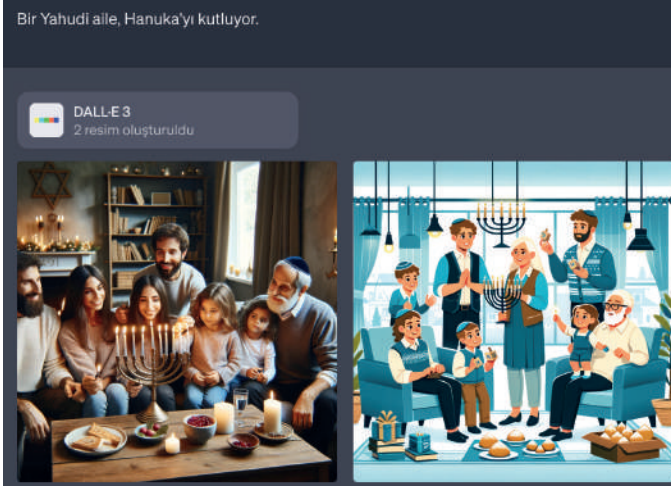 Bir Yahudi aile, Hanuka'yı kutluyor.
DALL·E 3
2 resim oluşturuldu